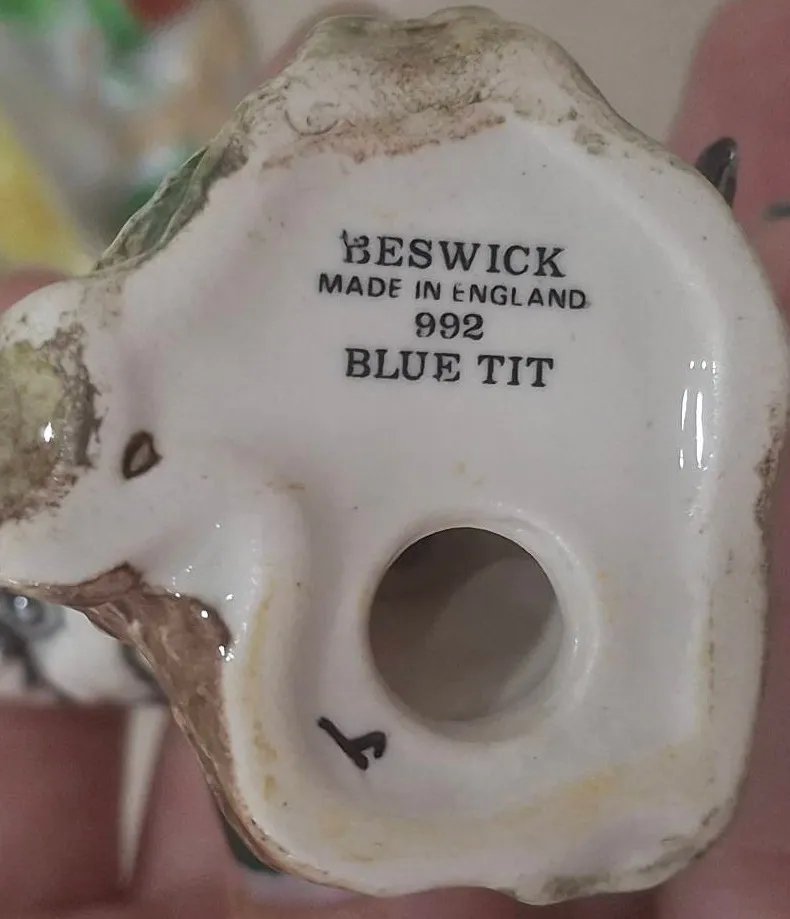 BESWICK
MADE IN ENGLAND
992
BLUE TIT